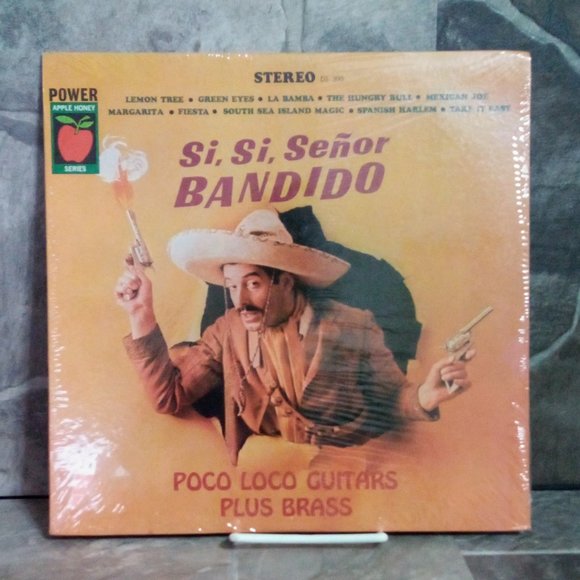 STEREO
POWER
APPLE HONEY
SERIES
LEMON TREE • GREEN EYES • LA BAMBA • THE HUNGRY BULL • MEXICAN JOE
MARGARITA • FIESTA • SOUTH SEA ISLAND MAGIC • SPANISH HARLEM • TAKE IT EASY
Si, Si, Señor
BANDIDO
POCO LOCO GUITARS
PLUS BRASS